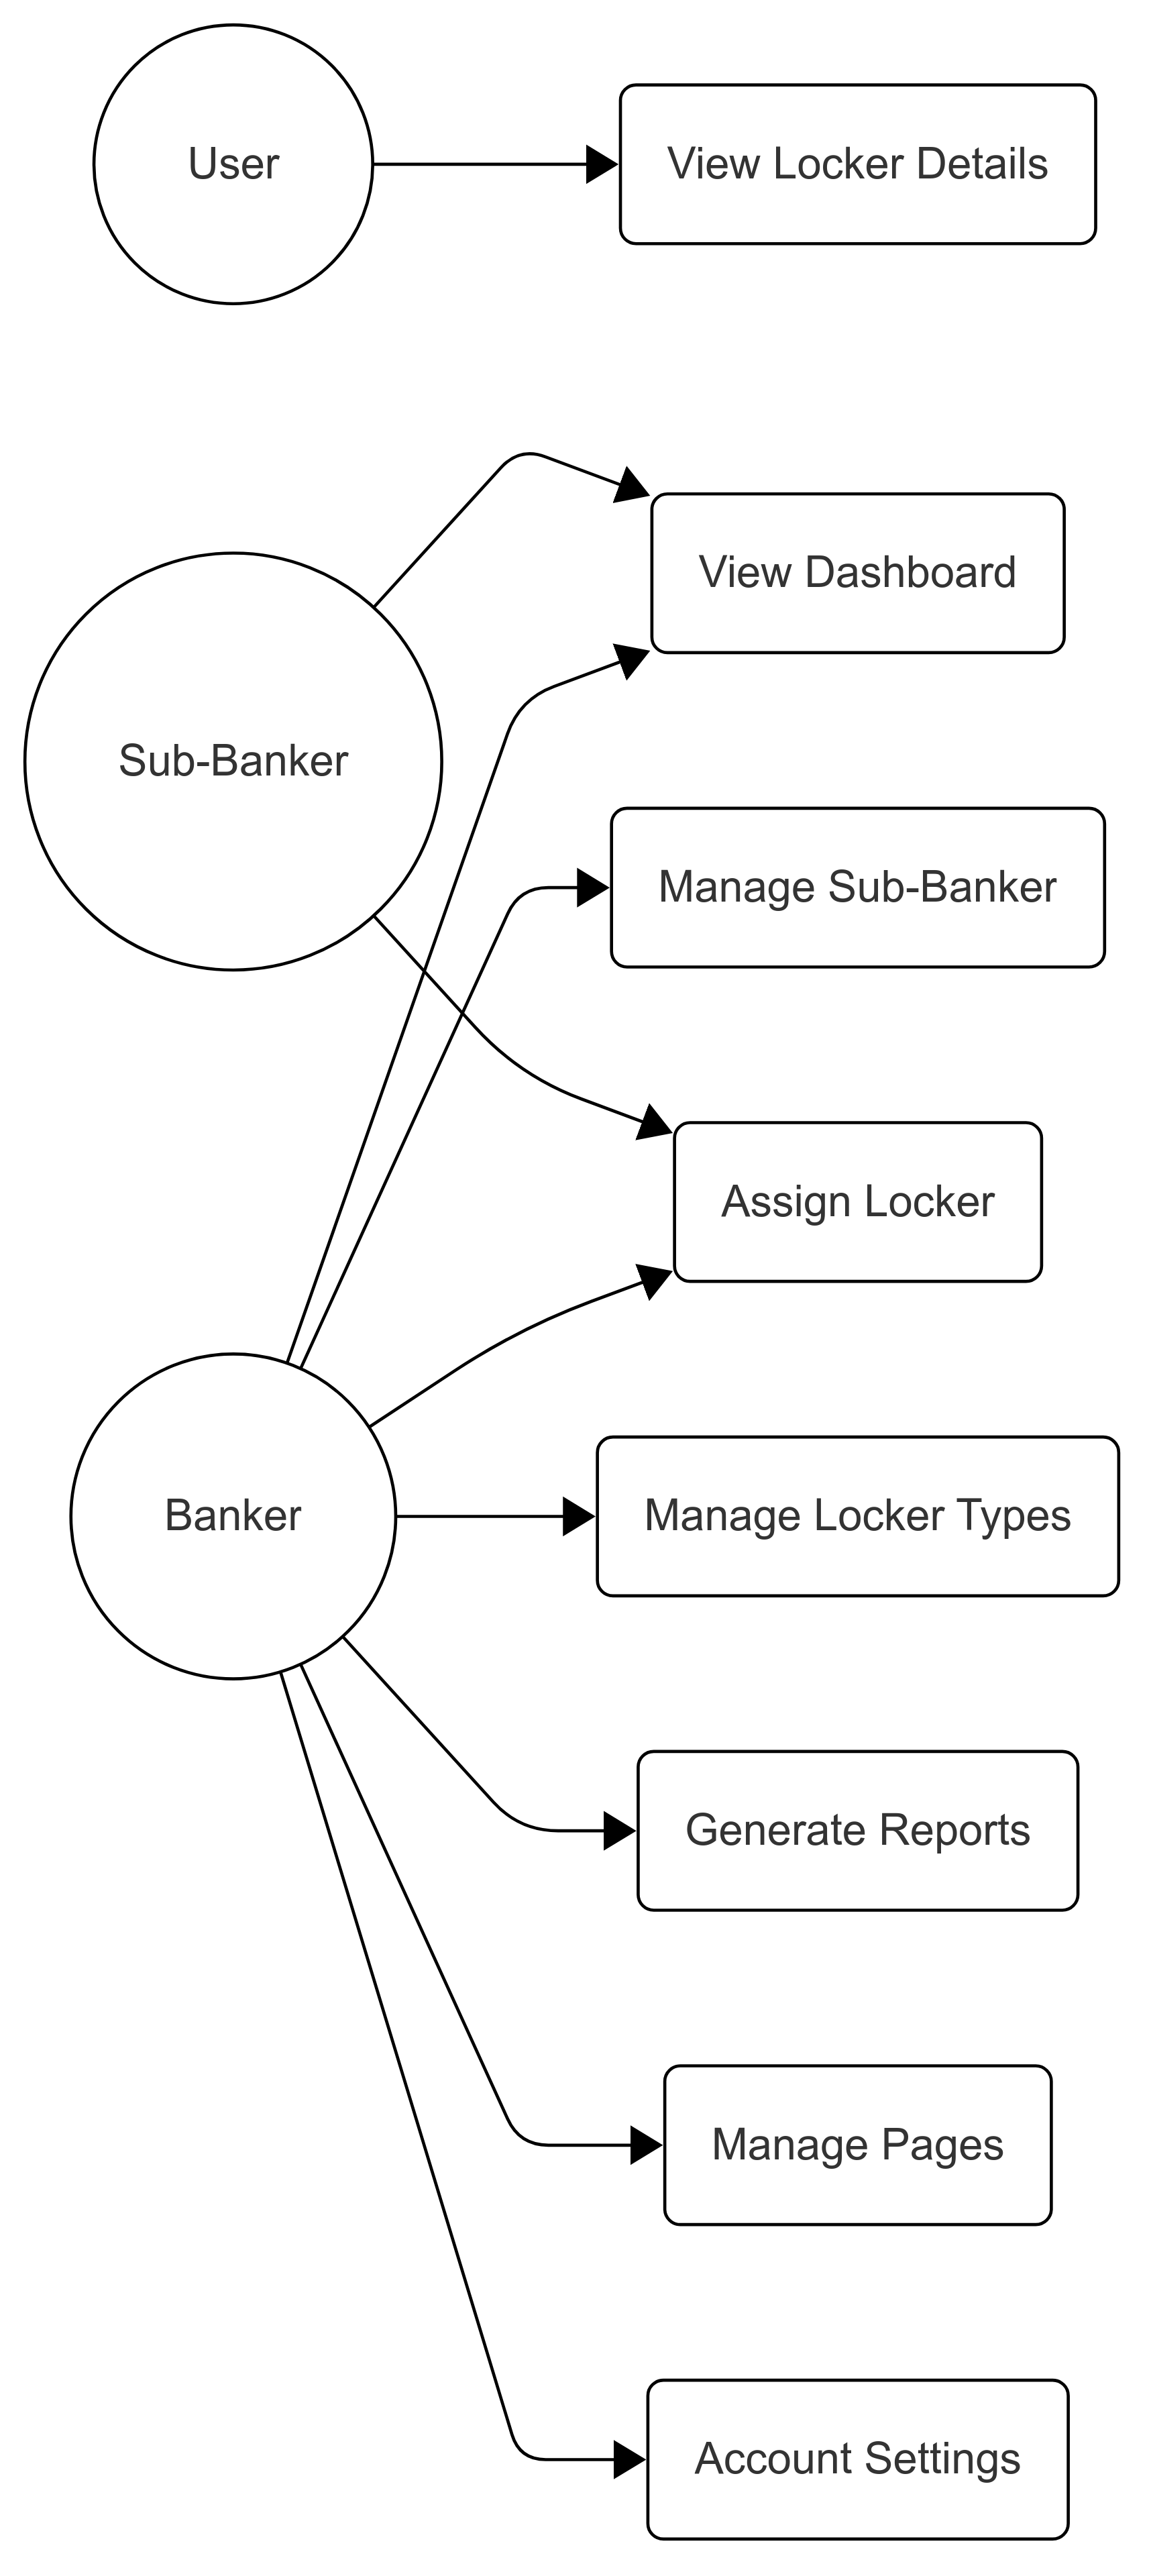 User
View Locker Details
View Dashboard
Sub-Banker
Manage Sub-Banker
Assign Locker
Banker
Manage Locker Types
Generate Reports
Manage Pages
Account Settings